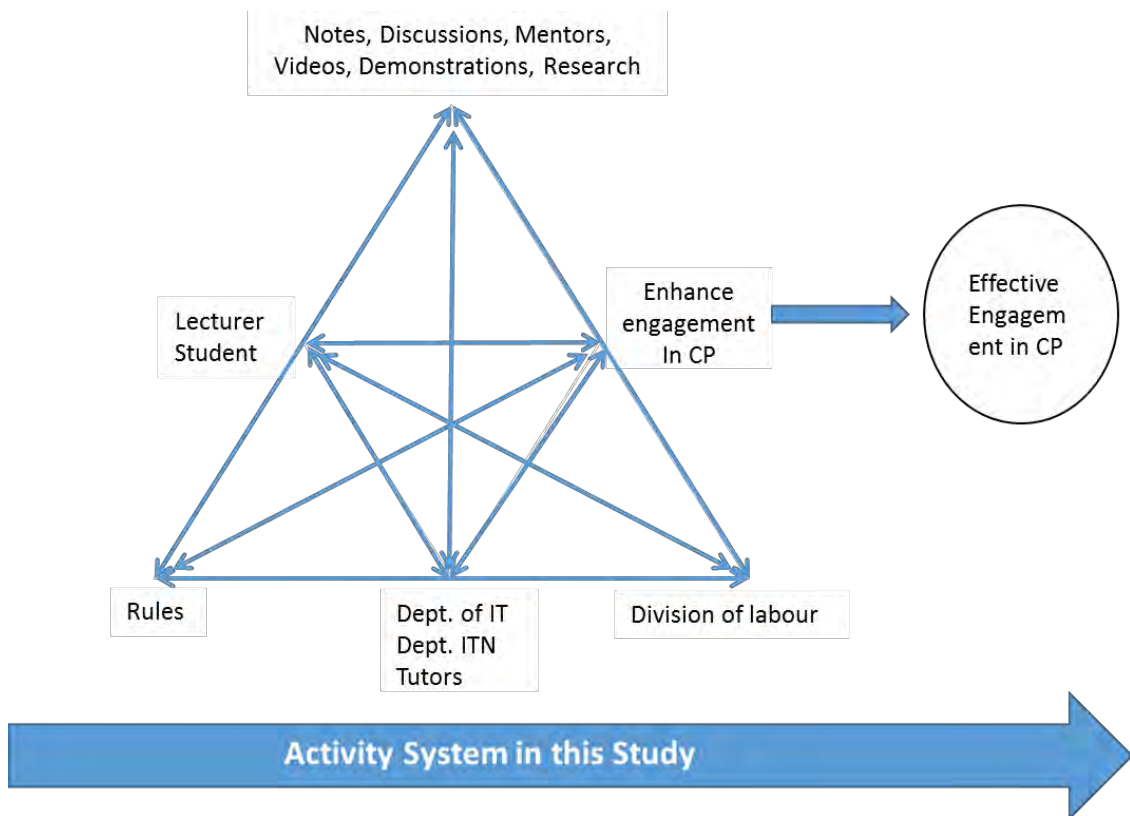 Notes, Discussions, Mentors,
Videos, Demonstrations, Research
Lecturer
Student
Enhance
engagement
In CP
Effective
Engagem
ent in CP
Rules
Dept. of IT
Dept. ITN
Tutors
Division of labour
Activity System in this Study